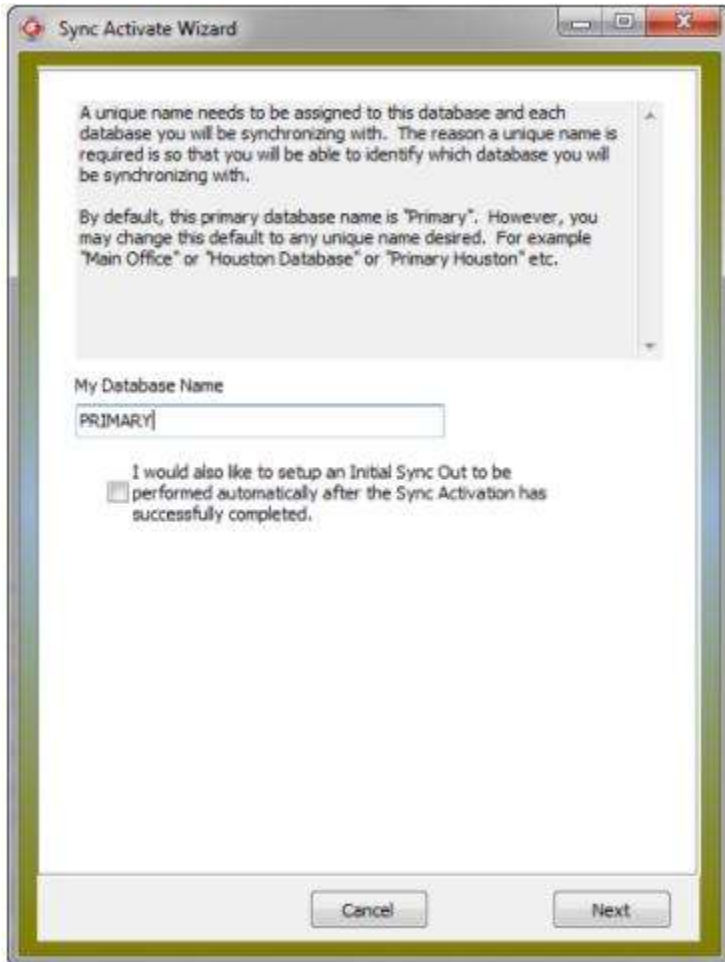 Sync Activate Wizard
A unique name needs to be assigned to this database and each
database you will be synchronizing with.  The reason a unique name is
required is so that you will be able to identify which database you will
be synchronizing with.
By default, this primary database name is "Primary".  However, you
may change this default to any unique name desired.  For example
"Main Office" or "Houston Database" or "Primary Houston" etc.
My Database Name
PRIMARY
I would also like to setup an Initial Sync Out to be
performed automatically after the Sync Activation has
successfully completed.
Cancel
Next